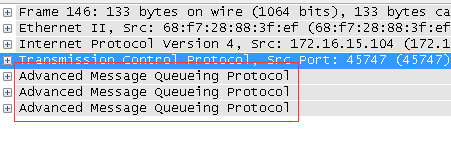 Frame 146: 133 bytes on wire (1064 bits), 133 bytes ca
Ethernet II, Src: 68:f7:28:88:3f:ef (68:f7:28:88:3f:ef
Internet Protocol Version 4, Src: 172.16.15.104 (172.1
Transmission Control Protocol, Src Port: 45747 (45747)
Advanced Message Queueing Protocol
Advanced Message Queueing Protocol
Advanced Message Queueing Protocol